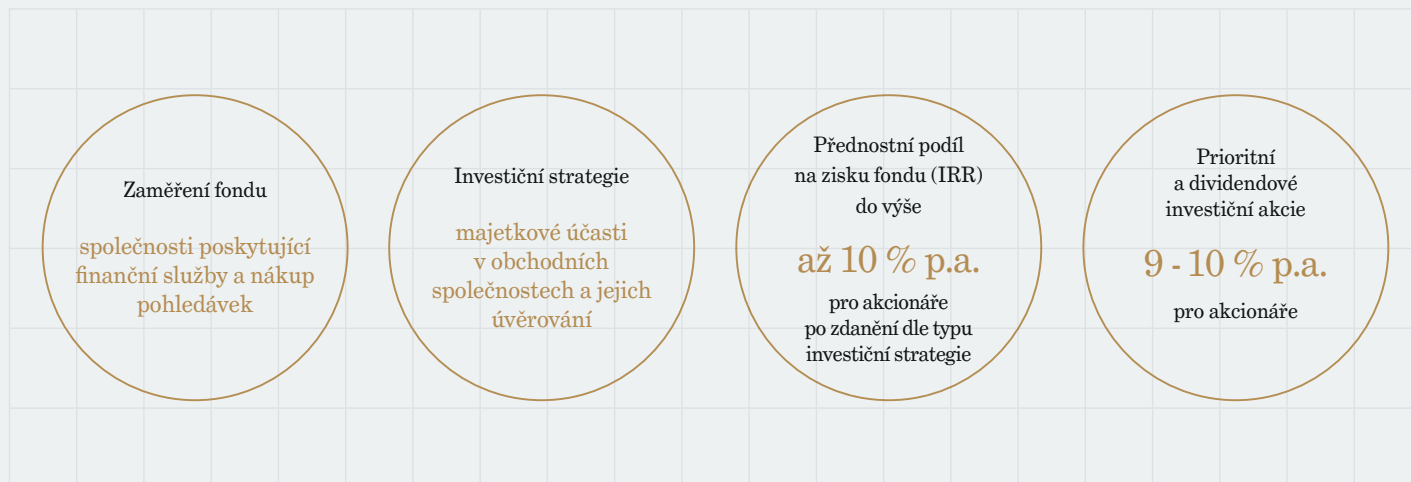 Zaměření fondu
společnosti poskytující
finanční služby a nákup
pohledávek
Investiční strategie
majetkové účasti
v obchodních
společnostech a jejich
úvěrování
Přednostní podíl
na zisku fondu (IRR)
do výše
až 10 % p.a.
pro akcionáře
po zdanění dle typu
investiční strategie
Prioritní
a dividendové
investiční akcie
9 - 10 % p.a.
pro akcionáře